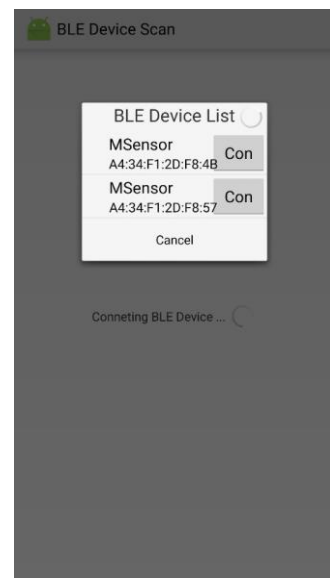 BLE Device Scan
BLE Device List
MSensor
A4:34:F1:2D:F8:4B
Con
MSensor
A4:34:F1:2D:F8:57
Con
Cancel
Conneting BLE Device ...